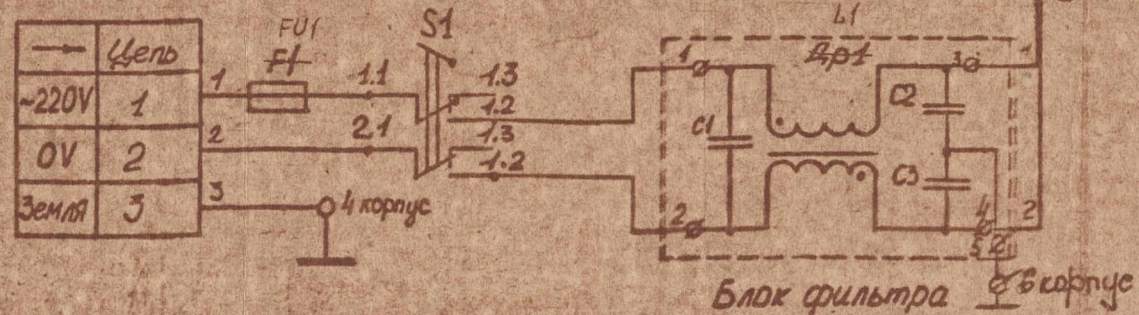 → Цепь
~220V 1
0V 2
Земля 3
1
2
3
FU1
F1
1.1
2.1
4 корпус
S1
1.3
1.2
1.3
1.2
L1
Др1
1
2
C1
C2
C3
3
1
4
2
5
6 корпус
Блок фильтра